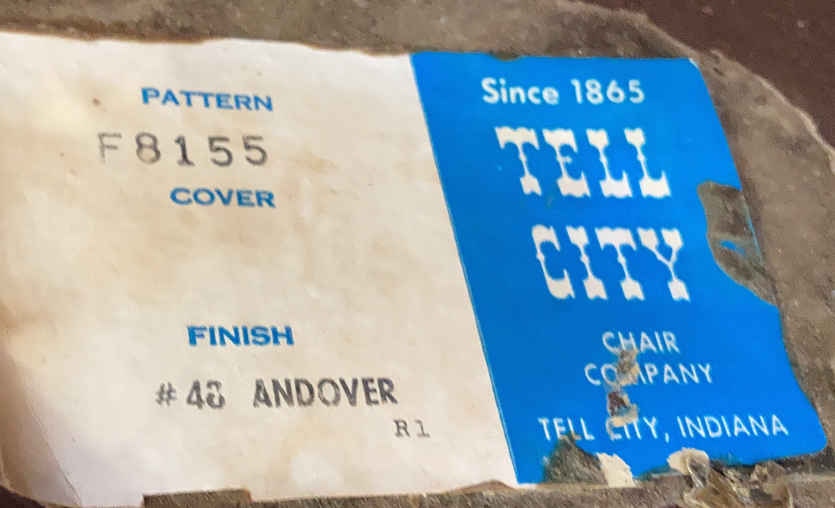 PATTERN
F8155
COVER
FINISH
#48 ANDOVER
R1
Since 1865
TELL
CITY
CHAIR
COMPANY
TELL CITY, INDIANA